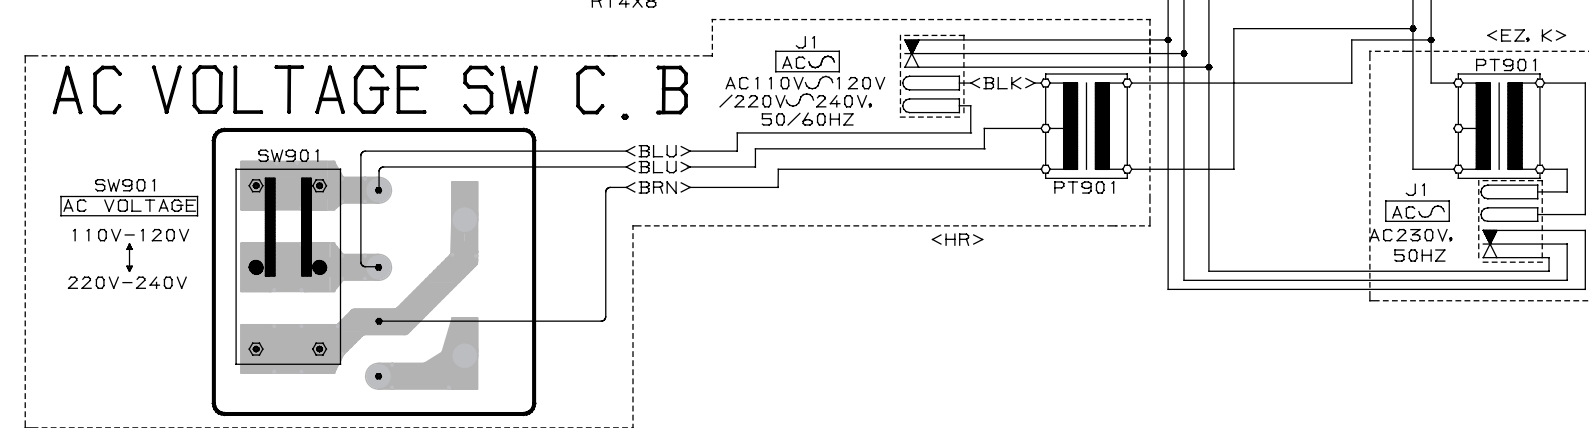 RT4X8
AC VOLTAGE SW C.B
SW901
SW901
AC VOLTAGE
110V-120V
220V-240V
<BLU>
<BLU>
<BRN>
J1
AC
AC110V~120V
/220V~240V,
50/60HZ
<BLK>
PT901
<HR>
<EZ, K>
PT901
J1
AC
AC230V,
50HZ